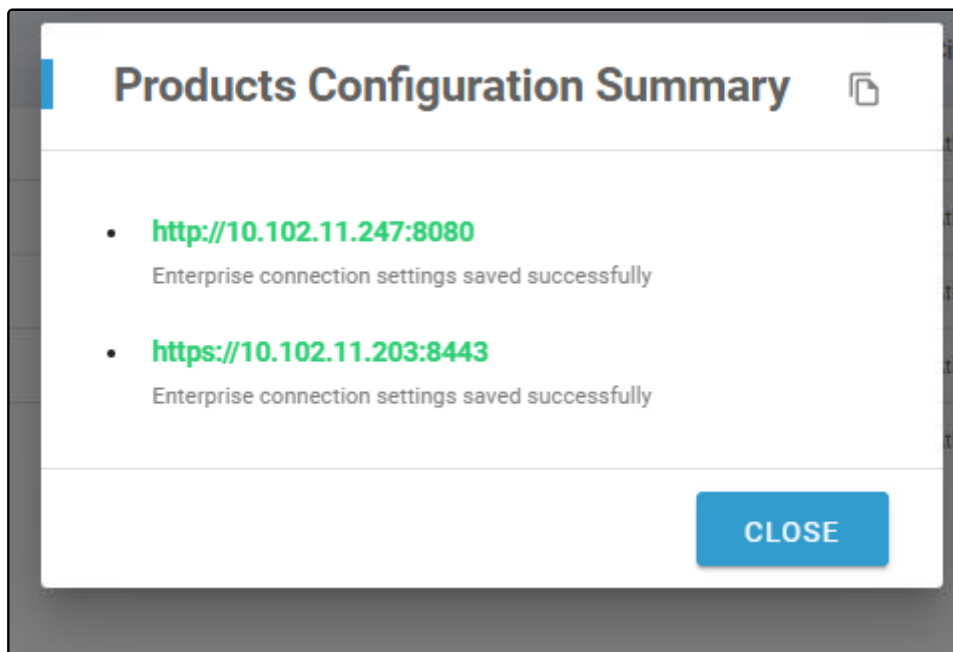 Products Configuration Summary
http://10.102.11.247:8080
Enterprise connection settings saved successfully
https://10.102.11.203:8443
Enterprise connection settings saved successfully
CLOSE